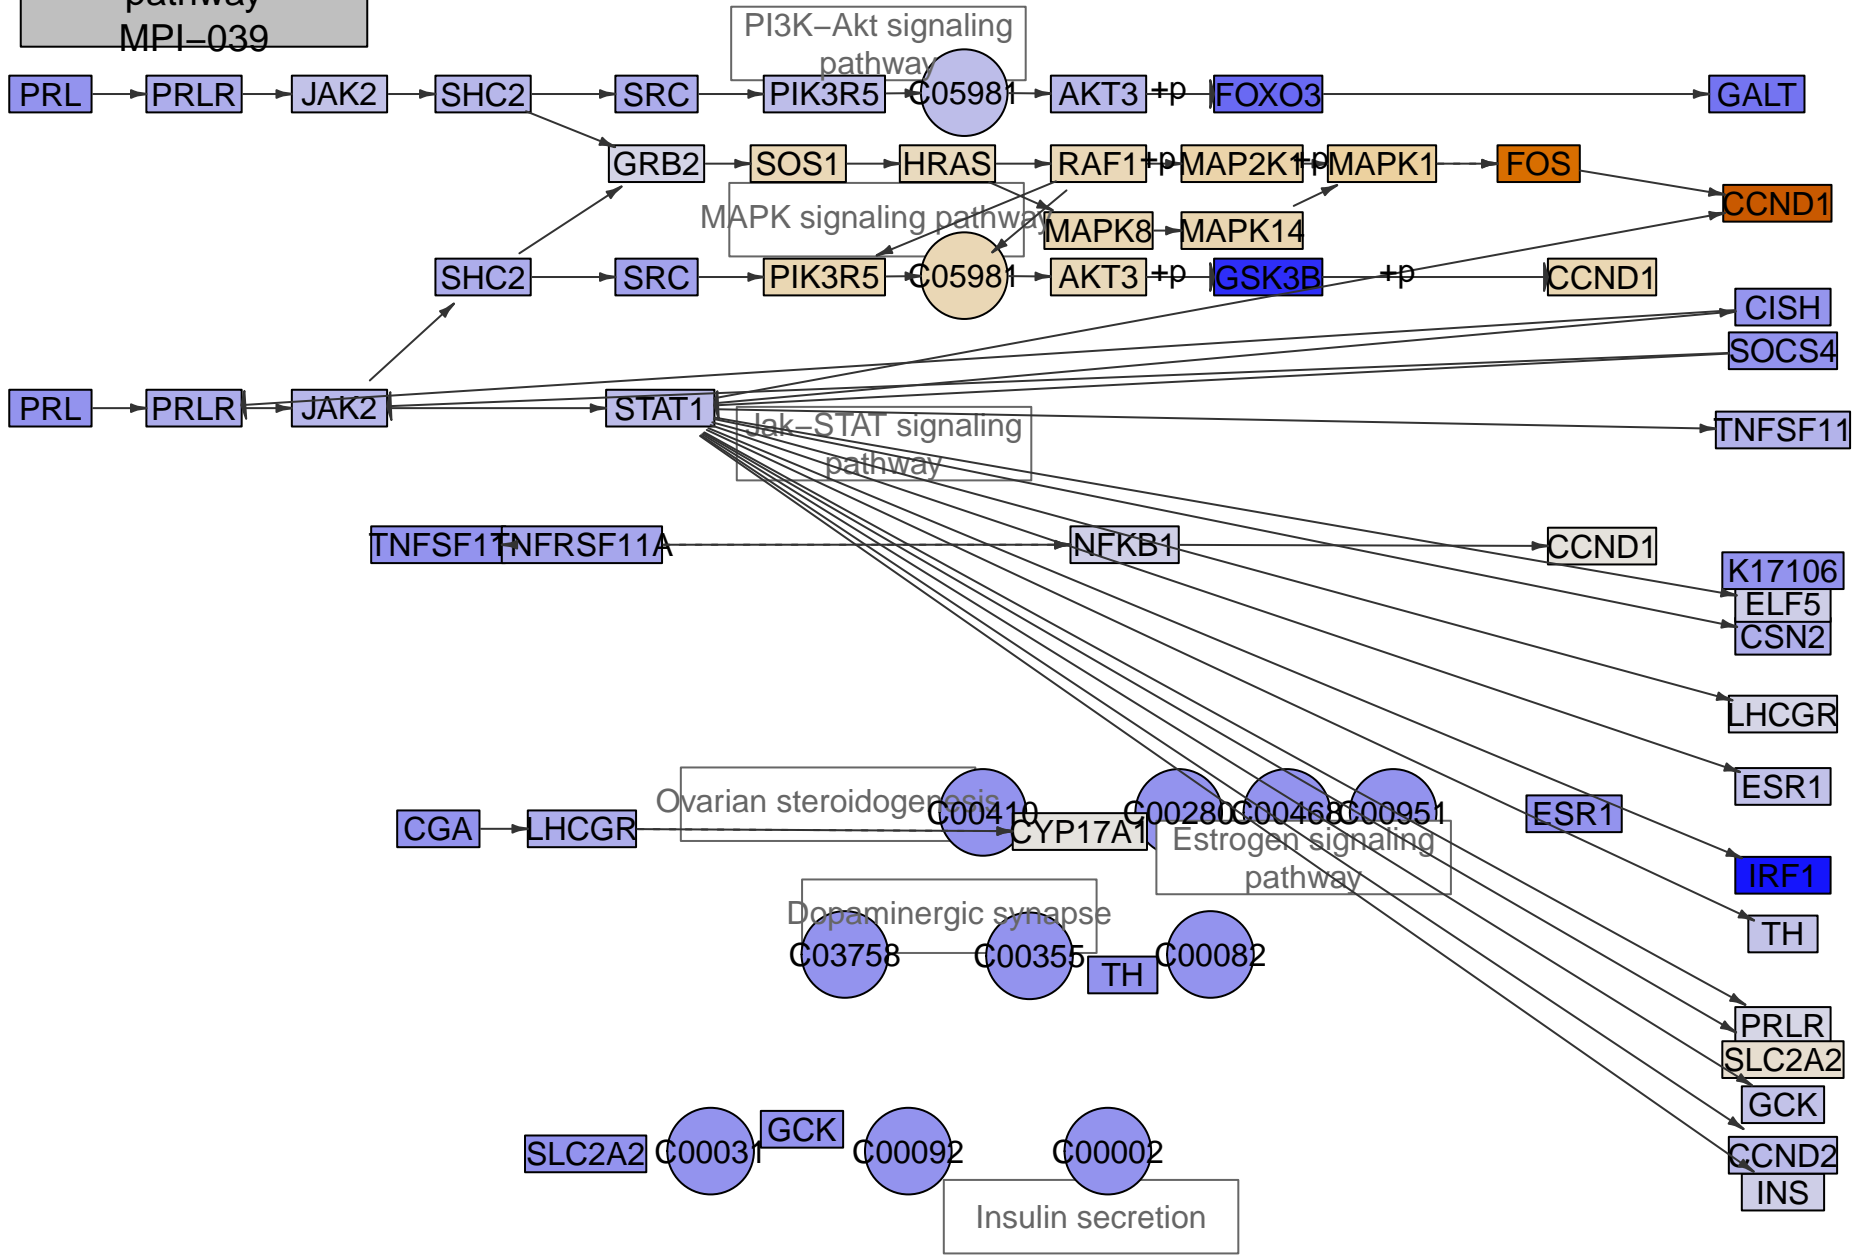 pathway
MPI−039
PI3K−Akt signaling
pathway
PRL
PRLR
JAK2
SHC2
SRC
PIK3R5
C05981
AKT3
+p
FOXO3
GALT
GRB2
SOS1
HRAS
RAF1
+p
MAP2K1
+p
MAPK1
FOS
CCND1
MAPK signaling pathway
MAPK8
MAPK14
SHC2
SRC
PIK3R5
C05981
AKT3
+p
GSK3B
+p
CCND1
CISH
SOCS4
PRL
PRLR
JAK2
STAT1
Jak−STAT signaling
pathway
TNFSF11
TNFSF11
TNFRSF11A
NFKB1
CCND1
K17106
ELF5
CSN2
LHCGR
ESR1
Ovarian steroidogenesis
C00410
C00280
C00468
C00951
ESR1
CGA
LHCGR
CYP17A1
Estrogen signaling
pathway
IRF1
Dopaminergic synapse
TH
C03758
C00355
TH
C00082
PRLR
SLC2A2
GCK
SLC2A2
C00031
GCK
C00092
C00002
CCND2
INS
Insulin secretion